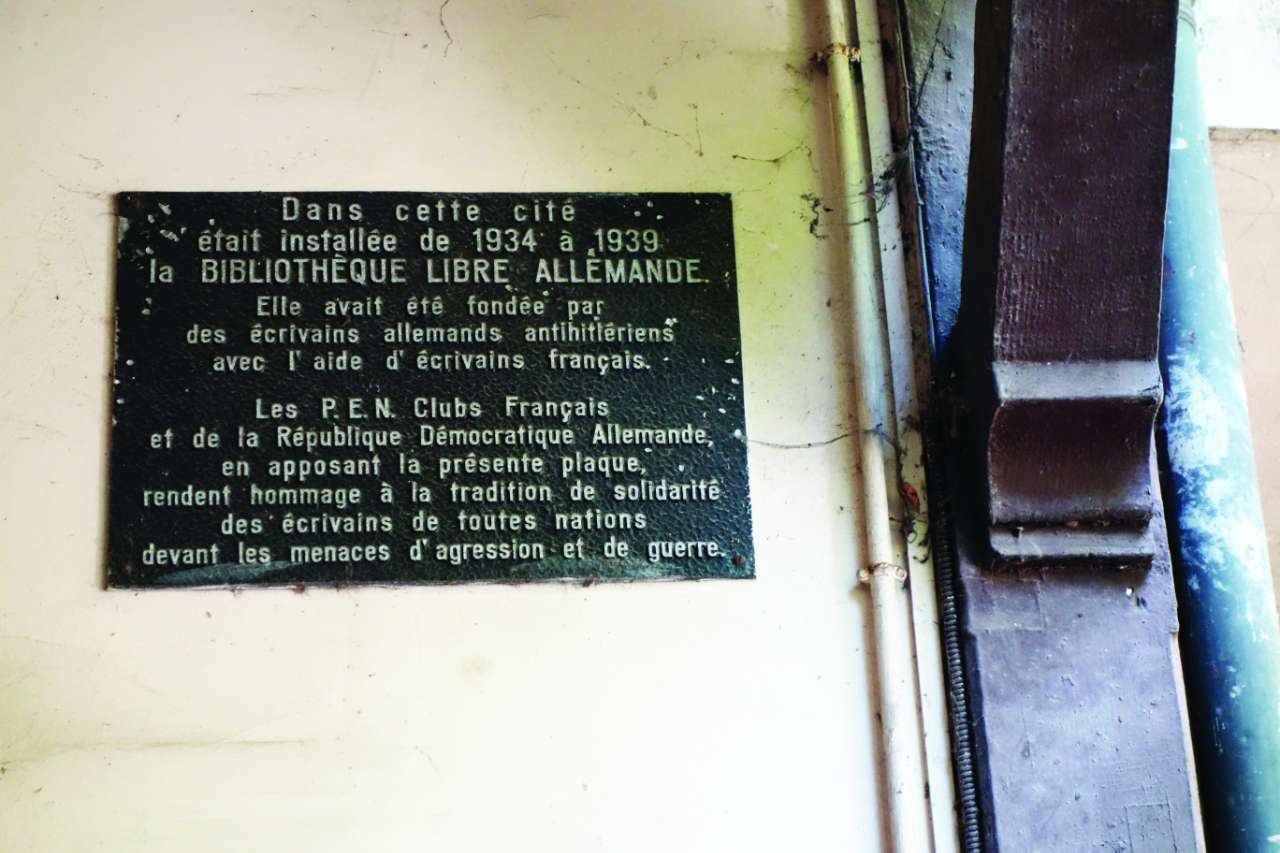 Dans cette cité
était installée de 1934 à 1939
la BIBLIOTHÈQUE LIBRE ALLÉMANDE.
Elle avait été fondée par
des écrivains allemands antihitlériens
avec l'aide d'écrivains français.
Les P.E.N. Clubs Français
et de la République Démocratique Allemande,
en apposant la présente plaque,
rendent hommage à la tradition de solidarité
des écrivains de toutes nations
devant les menaces d'agression et de guerre.